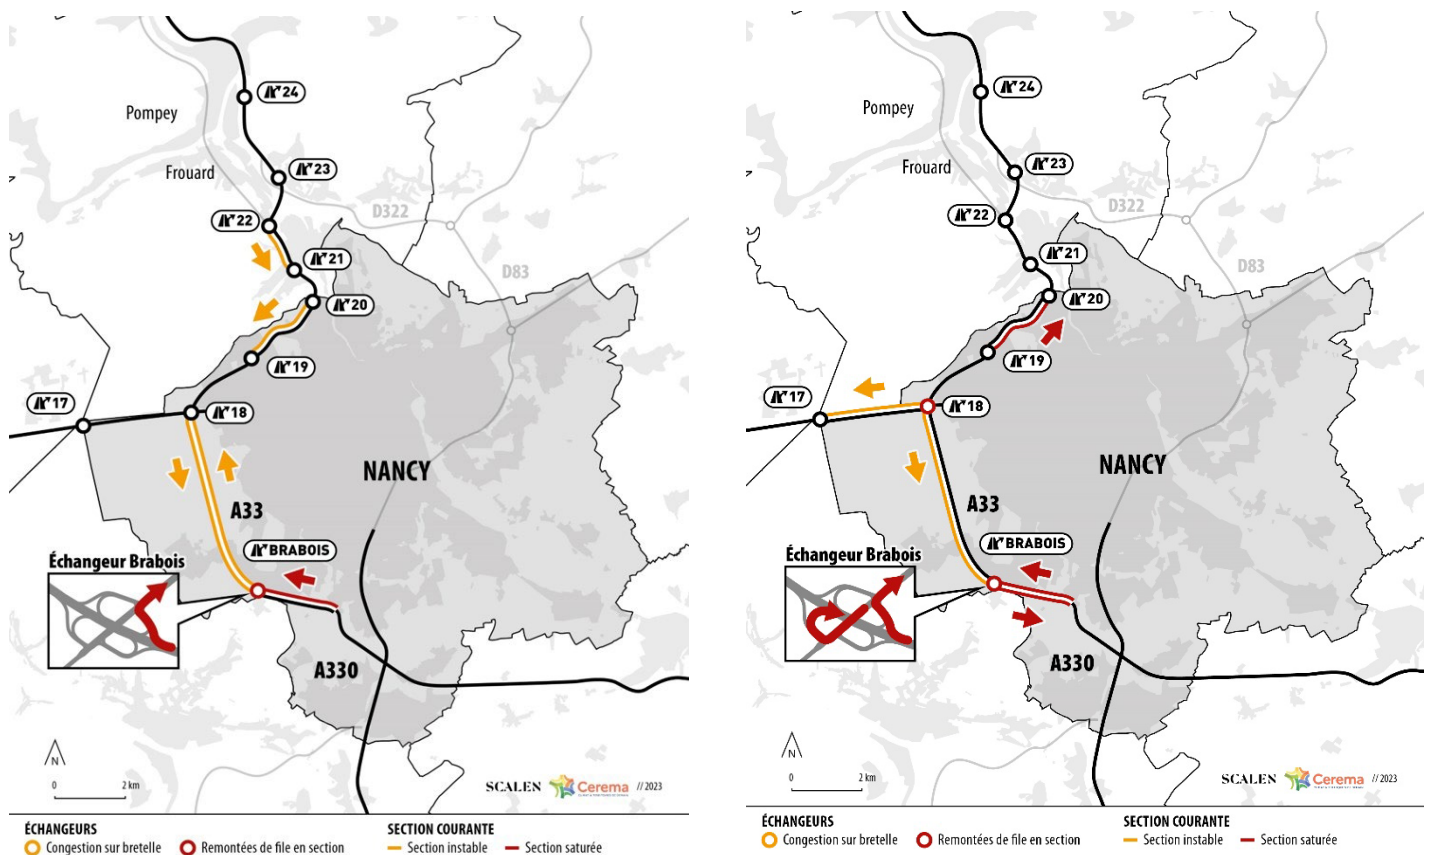 24
Pompey
23
Frouard
22
D322
21
D83
20
19
17
18
NANCY
A33
BRABOIS
Échangeur Brabois
A330
N
0 2 km
SCALEN Cerema // 2023
ÉCHANGEURS
Congestion sur bretelle
Remontées de file en section
SECTION COURANTE
Section instable
Section saturée
24
Pompey
23
Frouard
22
D322
21
D83
20
19
17
18
NANCY
A33
BRABOIS
Échangeur Brabois
A330
N
0 2 km
SCALEN Cerema // 2023
ÉCHANGEURS
Congestion sur bretelle
Remontées de file en section
SECTION COURANTE
Section instable
Section saturée